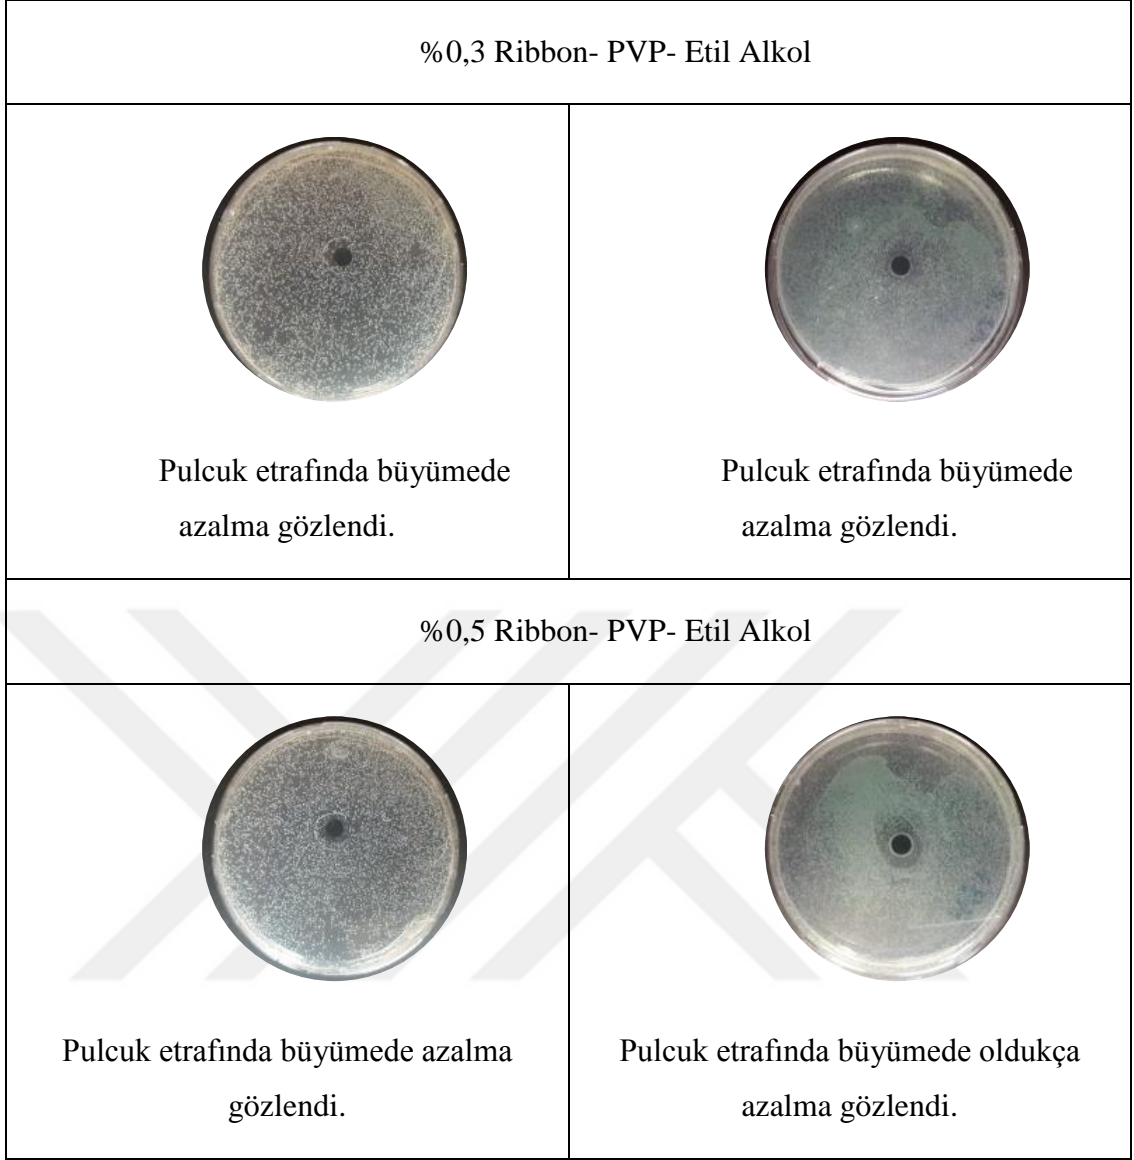 %0,3 Ribbon- PVP- Etil Alkol
Pulcuk etrafında büyümede
azalma gözlendi.
Pulcuk etrafında büyümede
azalma gözlendi.
%0,5 Ribbon- PVP- Etil Alkol
Pulcuk etrafında büyümede azalma
gözlendi.
Pulcuk etrafında büyümede oldukça
azalma gözlendi.